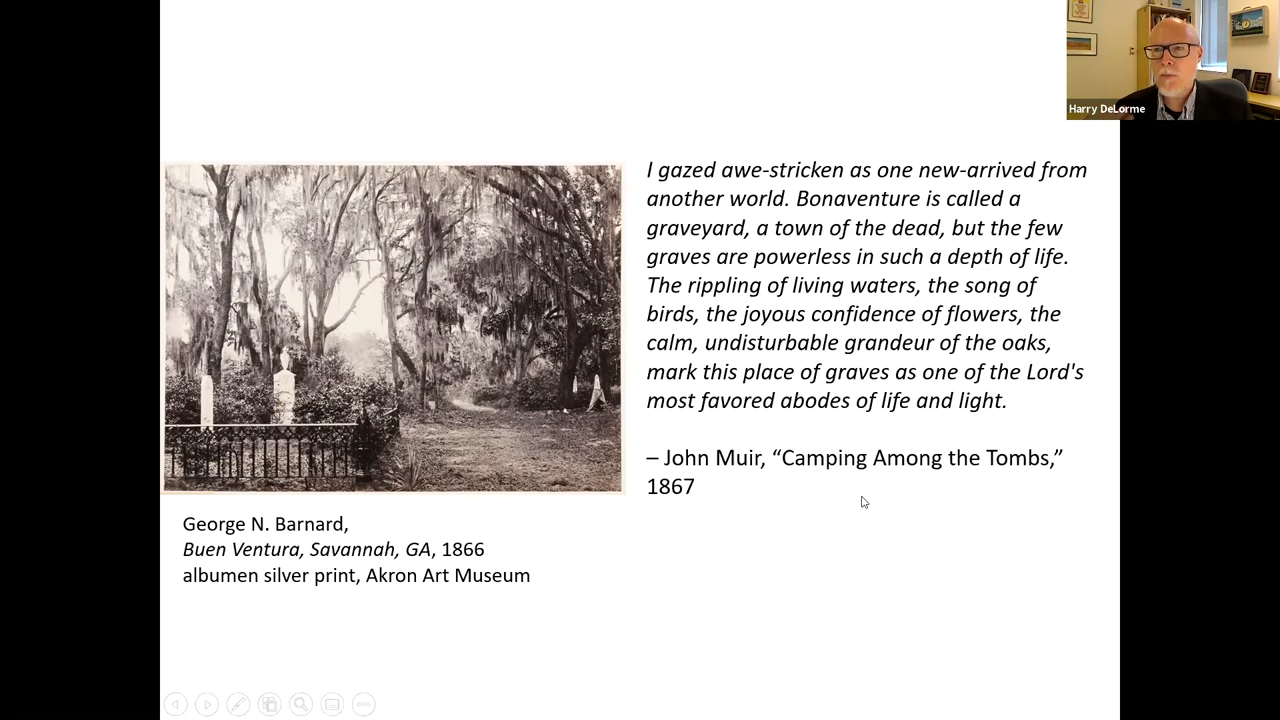 Harry DeLorme
I gazed awe-stricken as one new-arrived from
another world. Bonaventure is called a
graveyard, a town of the dead, but the few
graves are powerless in such a depth of life.
The rippling of living waters, the song of
birds, the joyous confidence of flowers, the
calm, undisturbable grandeur of the oaks,
mark this place of graves as one of the Lord's
most favored abodes of life and light.
– John Muir, “Camping Among the Tombs,”
1867
George N. Barnard,
Buen Ventura, Savannah, GA, 1866
albumen silver print, Akron Art Museum